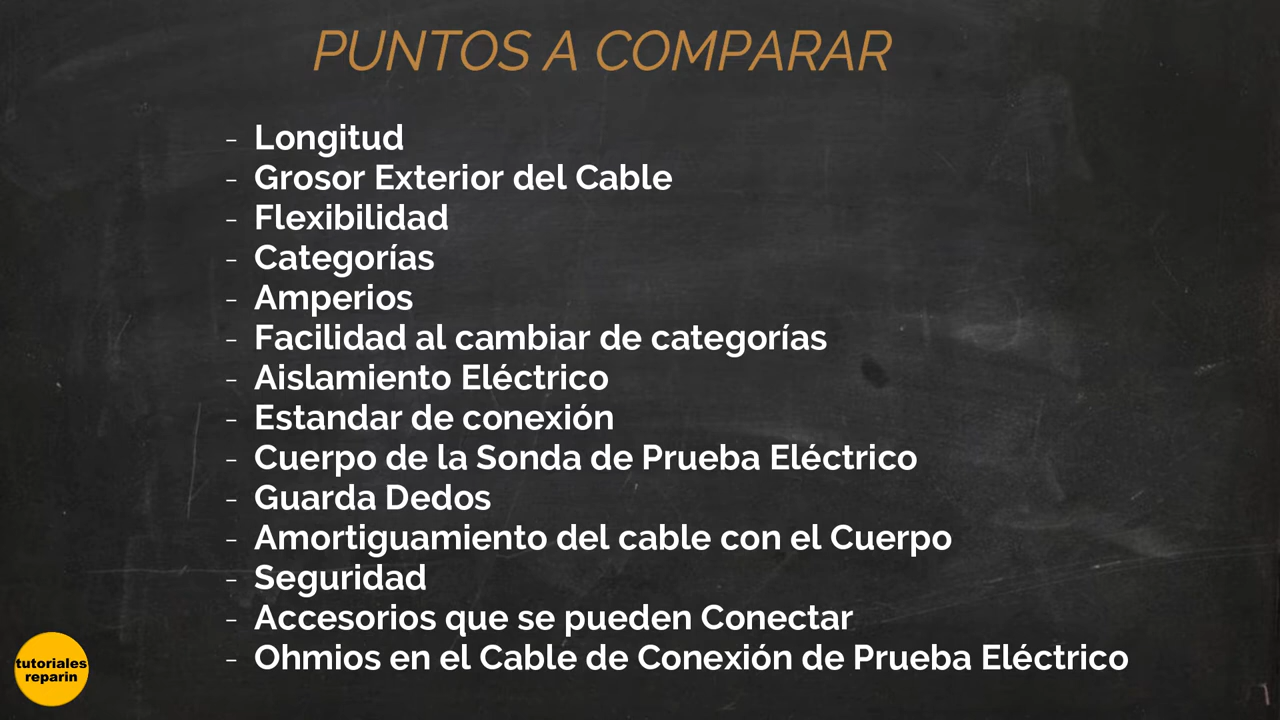 PUNTOS A COMPARAR
- Longitud
- Grosor Exterior del Cable
- Flexibilidad
- Categorías
- Amperios
- Facilidad al cambiar de categorías
- Aislamiento Eléctrico
- Estandar de conexión
- Cuerpo de la Sonda de Prueba Eléctrico
- Guarda Dedos
- Amortiguamiento del cable con el Cuerpo
- Seguridad
- Accesorios que se pueden Conectar
- Ohmios en el Cable de Conexión de Prueba Eléctrico
tutoriales
reparin